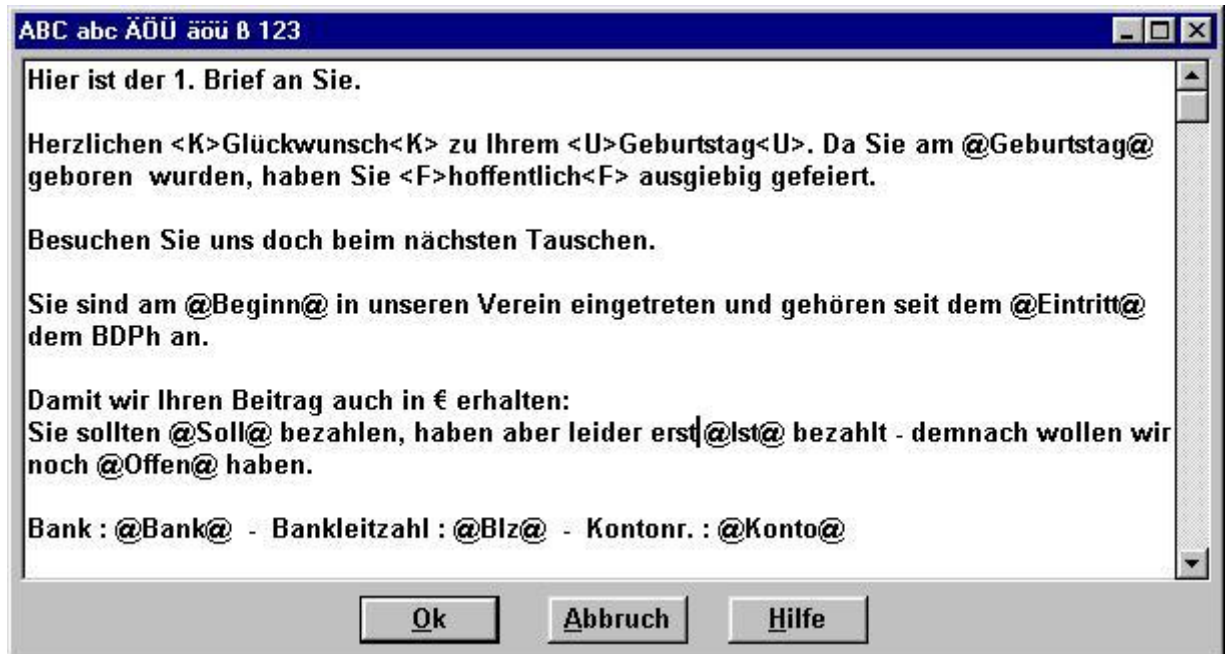 ABC abc ÄÖÜ äöü ß 123
Hier ist der 1. Brief an Sie.
Herzlichen <K>Glückwunsch<K> zu Ihrem <U>Geburtstag<U>. Da Sie am @Geburtstag@
geboren  wurden, haben Sie <F>hoffentlich<F> ausgiebig gefeiert.
Besuchen Sie uns doch beim nächsten Tauschen.
Sie sind am @Beginn@ in unseren Verein eingetreten und gehören seit dem @Eintritt@
dem BDPh an.
Damit wir Ihren Beitrag auch in € erhalten:
Sie sollten @Soll@ bezahlen, haben aber leider erst @Ist@ bezahlt - demnach wollen wir
noch @Offen@ haben.
Bank : @Bank@  -  Bankleitzahl : @Blz@  -  Kontonr. : @Konto@
Ok Abbruch Hilfe